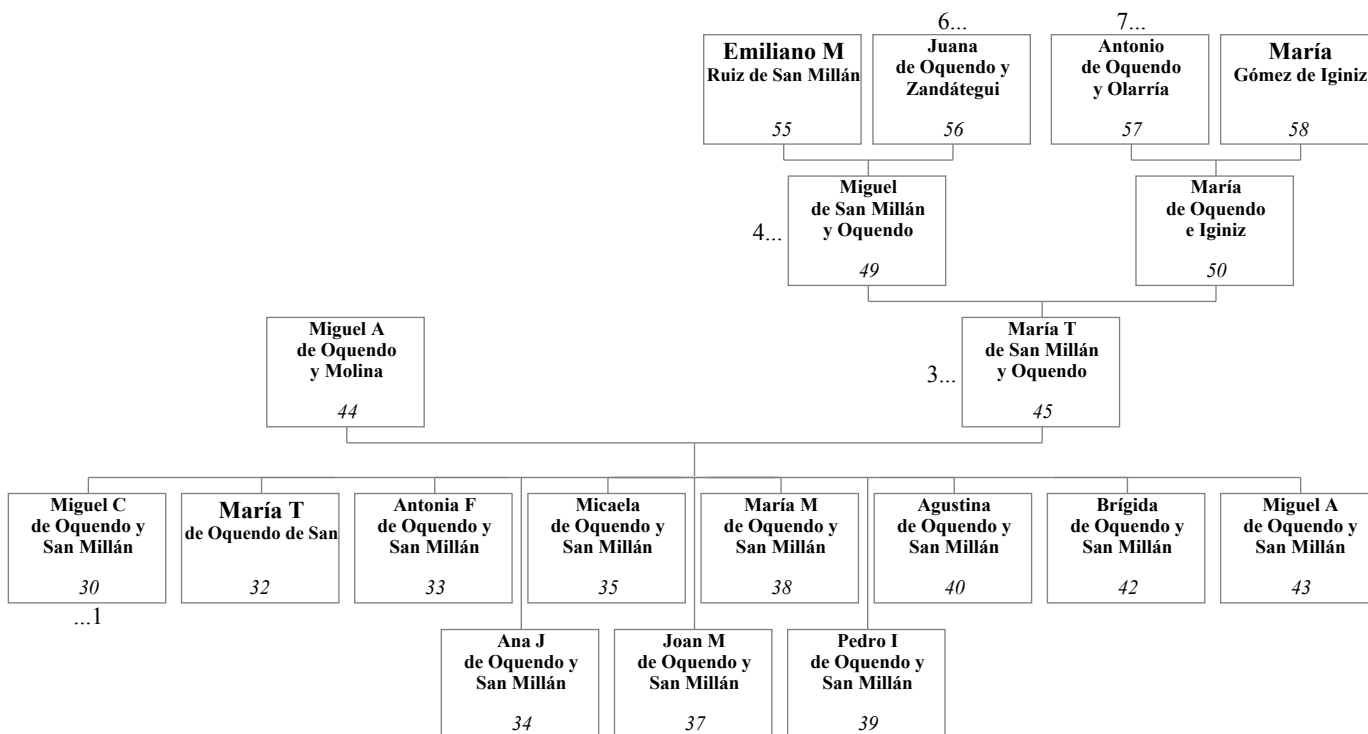 6...
7...
Emiliano M
Ruiz de San Millán
55
Juana
de Oquendo y
Zandátegui
56
Antonio
de Oquendo
y Olarría
57
María
Gómez de Iginiz
58
4...
Miguel
de San Millán
y Oquendo
49
María
de Oquendo
e Iginiz
50
Miguel A
de Oquendo
y Molina
44
3...
María T
de San Millán
y Oquendo
45
Miguel C
de Oquendo y
San Millán
30
...1
María T
de Oquendo de San
32
Antonia F
de Oquendo y
San Millán
33
Micaela
de Oquendo y
San Millán
35
María M
de Oquendo y
San Millán
38
Agustina
de Oquendo y
San Millán
40
Brígida
de Oquendo y
San Millán
42
Miguel A
de Oquendo y
San Millán
43
Ana J
de Oquendo y
San Millán
34
Joan M
de Oquendo y
San Millán
37
Pedro I
de Oquendo y
San Millán
39